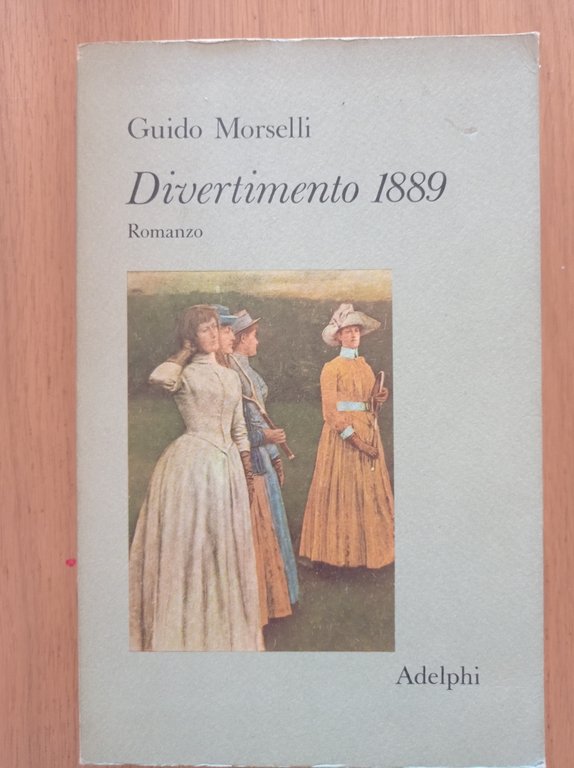 Guido Morselli
Divertimento 1889
Romanzo
Adelphi